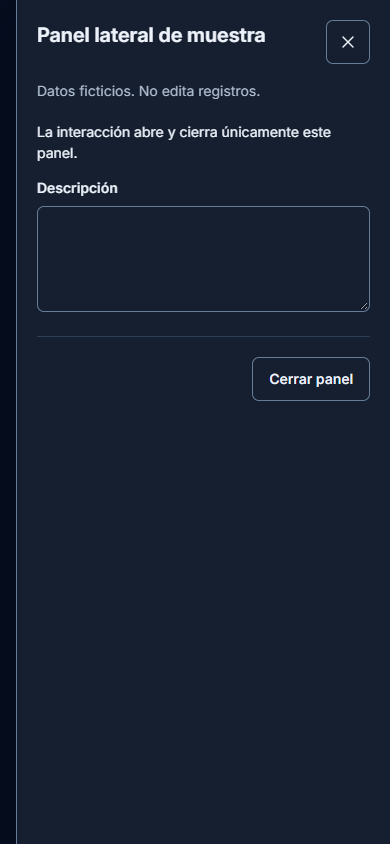 Panel lateral de muestra
Datos ficticios. No edita registros.
La interacción abre y cierra únicamente este
panel.
Descripción
Cerrar panel